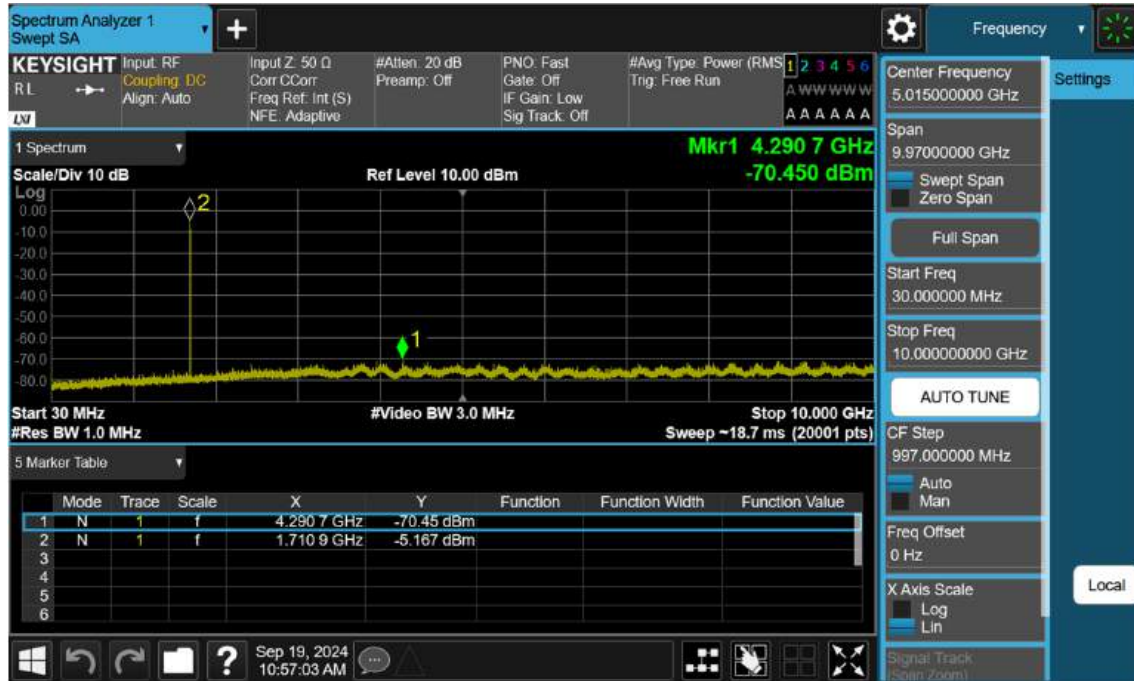 Spectrum Analyzer 1
Swept SA
+
Frequency
KEYSIGHT
RL
LXI
Input: RF
Coupling: DC
Align: Auto
Input Z: 50 Ω
Corr CCorr
Freq Ref: Int (S)
NFE: Adaptive
#Atten: 20 dB
Preamp: Off
PNO: Fast
Gate: Off
IF Gain: Low
Sig Track: Off
#Avg Type: Power (RMS
Trig: Free Run
1 2 3 4 5 6
A W W W W W
A A A A A A
1 Spectrum
Mkr1 4.290 7 GHz
-70.450 dBm
Scale/Div 10 dB
Ref Level 10.00 dBm
Log
0.00
-10.0
-20.0
-30.0
-40.0
-50.0
-60.0
-70.0
-80.0
2
1
Start 30 MHz
#Video BW 3.0 MHz
Stop 10.000 GHz
#Res BW 1.0 MHz
Sweep ~18.7 ms (20001 pts)
5 Marker Table
Mode Trace Scale X Y Function Function Width Function Value
1 N 1 f 4.290 7 GHz -70.45 dBm
2 N 1 f 1.710 9 GHz -5.167 dBm
3
4
5
6
?
Sep 19, 2024
10:57:03 AM
Center Frequency
5.015000000 GHz
Span
9.97000000 GHz
Swept Span
Zero Span
Full Span
Start Freq
30.000000 MHz
Stop Freq
10.000000000 GHz
AUTO TUNE
CF Step
997.000000 MHz
Auto
Man
Freq Offset
0 Hz
X Axis Scale
Log
Lin
Signal Track
(Span Zoom)
Settings
Local